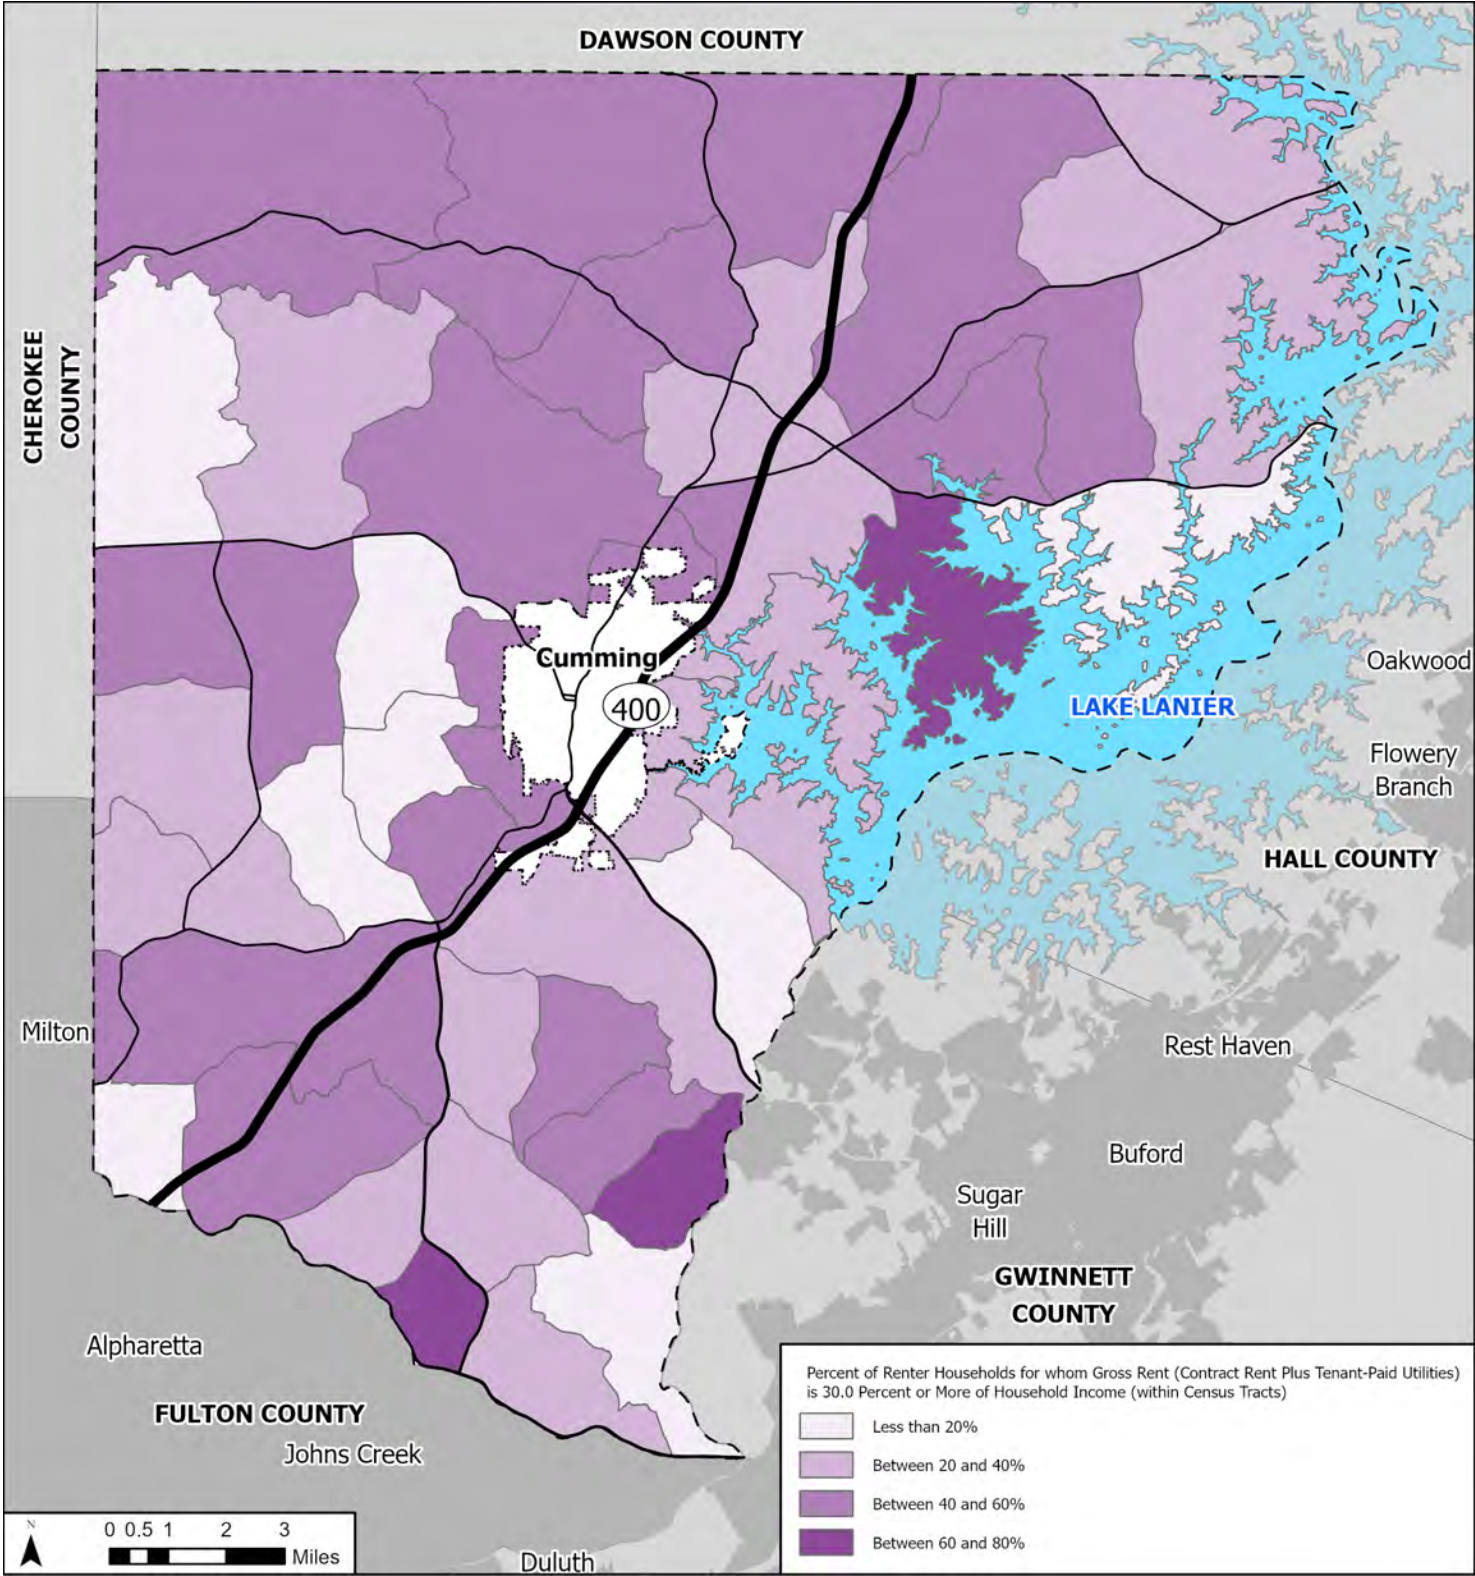 DAWSON COUNTY
CHEROKEE
COUNTY
Cumming
400
Oakwood
LAKE LANIER
Flowery
Branch
HALL COUNTY
Milton
Rest Haven
Buford
Sugar
Hill
GWINNETT
COUNTY
Alpharetta
FULTON COUNTY
Johns Creek
Duluth
Percent of Renter Households for whom Gross Rent (Contract Rent Plus Tenant-Paid Utilities)
is 30.0 Percent or More of Household Income (within Census Tracts)
Less than 20%
Between 20 and 40%
Between 40 and 60%
Between 60 and 80%
N
0 0.5 1 2 3
Miles